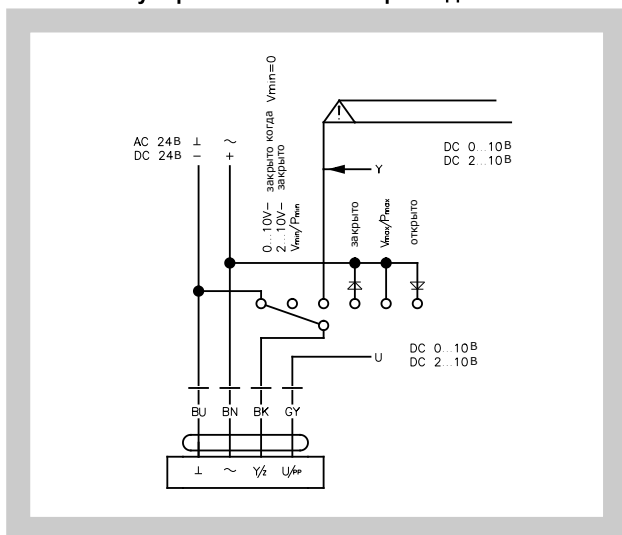 AC 24В ⊥ ~
DC 24В − +
0...10V− закрыто когда Vmin=0
2...10V− закрыто
Vmin/Pmin
!
DC 0...10В
DC 2...10В
Y
закрыто
Vmax/Pmax
открыто
DC 0...10В
DC 2...10В
U
BU BN BK GY
⊥ ~ Y/Z U/PP